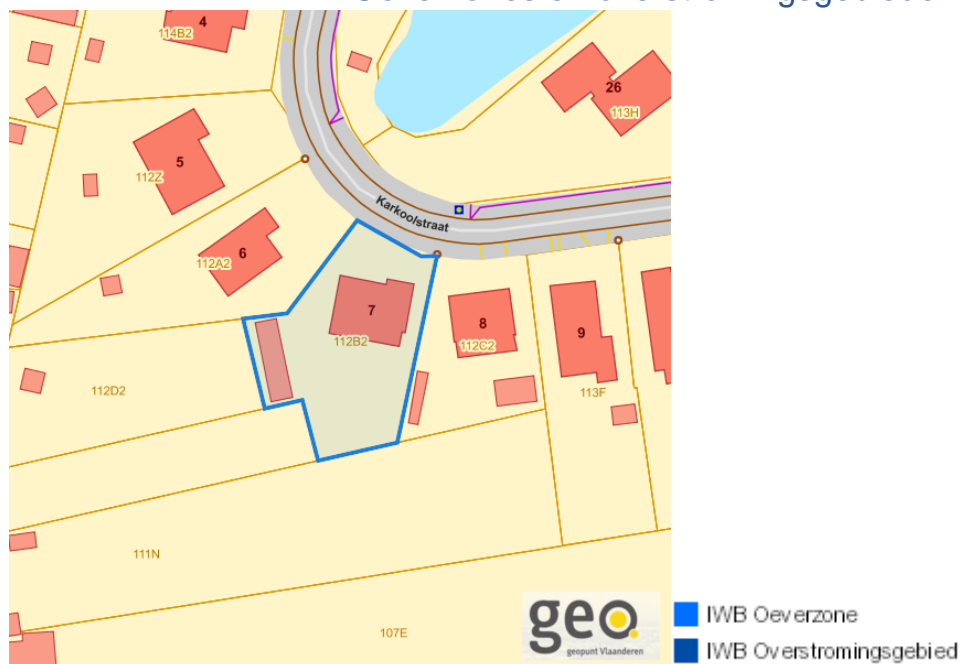 4
114B2
26
113H
5
112Z
Karkoolstraat
6
112A2
7
112B2
8
112C2
9
113F
112D2
111N
107E
geo.
geopunt Vlaanderen
IWB Oeverzone
IWB Overstromingsgebied